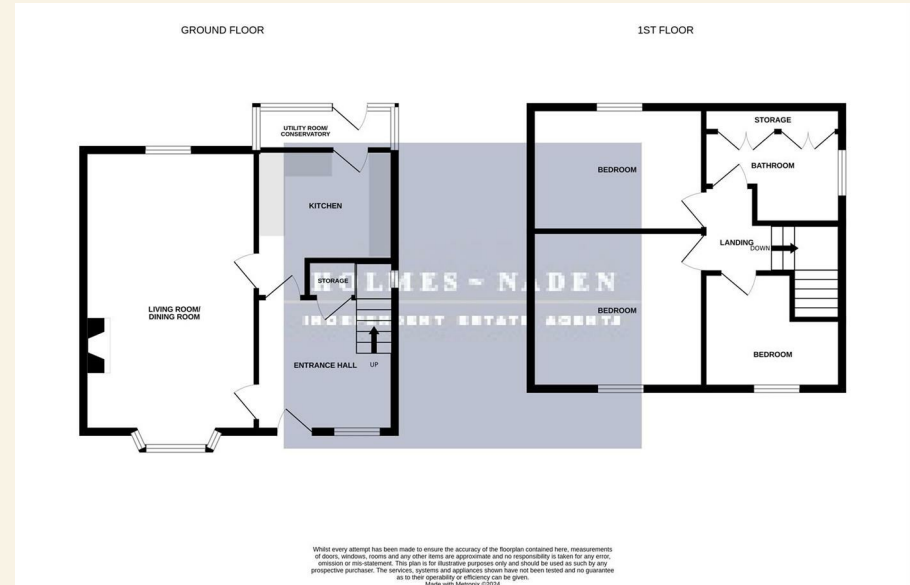 GROUND FLOOR
1ST FLOOR
UTILITY ROOM/
CONSERVATORY
KITCHEN
STORAGE
LIVING ROOM/
DINING ROOM
ENTRANCE HALL
UP
STORAGE
BATHROOM
BEDROOM
LANDING
DOWN
BEDROOM
BEDROOM
HOLMES - NADEN
INDEPENDENT ESTATE AGENTS
Whilst every attempt has been made to ensure the accuracy of the floorplan contained here, measurements
of doors, windows, rooms and any other items are approximate and no responsibility is taken for any error,
omission or mis-statement. This plan is for illustrative purposes only and should be used as such by any
prospective purchaser. The services, systems and appliances shown have not been tested and no guarantee
as to their operability or efficiency can be given.
Made with Metropix ©2024